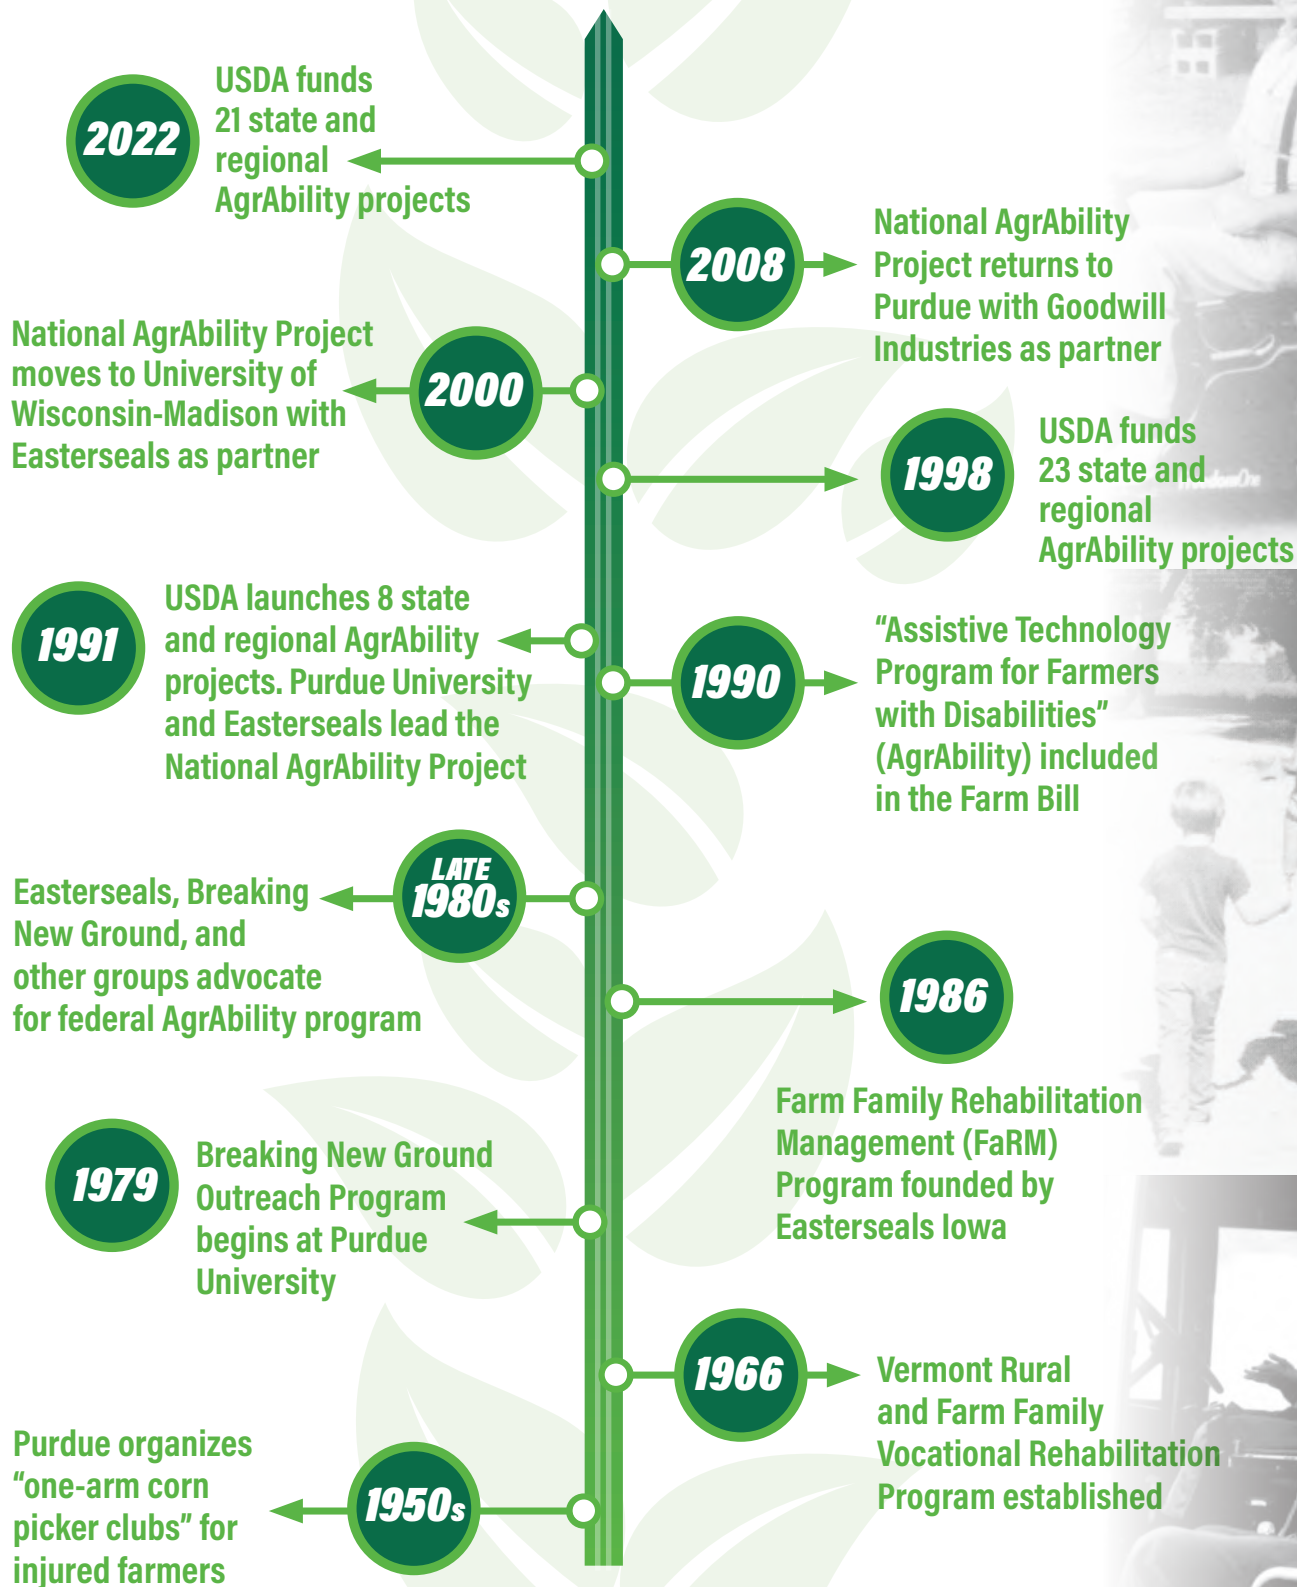 2022
USDA funds
21 state and
regional
AgrAbility projects
2008
National AgrAbility
Project returns to
Purdue with Goodwill
Industries as partner
National AgrAbility Project
moves to University of
Wisconsin-Madison with
Easterseals as partner
2000
1998
USDA funds
23 state and
regional
AgrAbility projects
1991
USDA launches 8 state
and regional AgrAbility
projects. Purdue University
and Easterseals lead the
National AgrAbility Project
1990
“Assistive Technology
Program for Farmers
with Disabilities”
(AgrAbility) included
in the Farm Bill
LATE
1980s
Easterseals, Breaking
New Ground, and
other groups advocate
for federal AgrAbility program
1986
Farm Family Rehabilitation
Management (FaRM)
Program founded by
Easterseals Iowa
1979
Breaking New Ground
Outreach Program
begins at Purdue
University
1966
Vermont Rural
and Farm Family
Vocational Rehabilitation
Program established
Purdue organizes
“one-arm corn
picker clubs” for
injured farmers
1950s